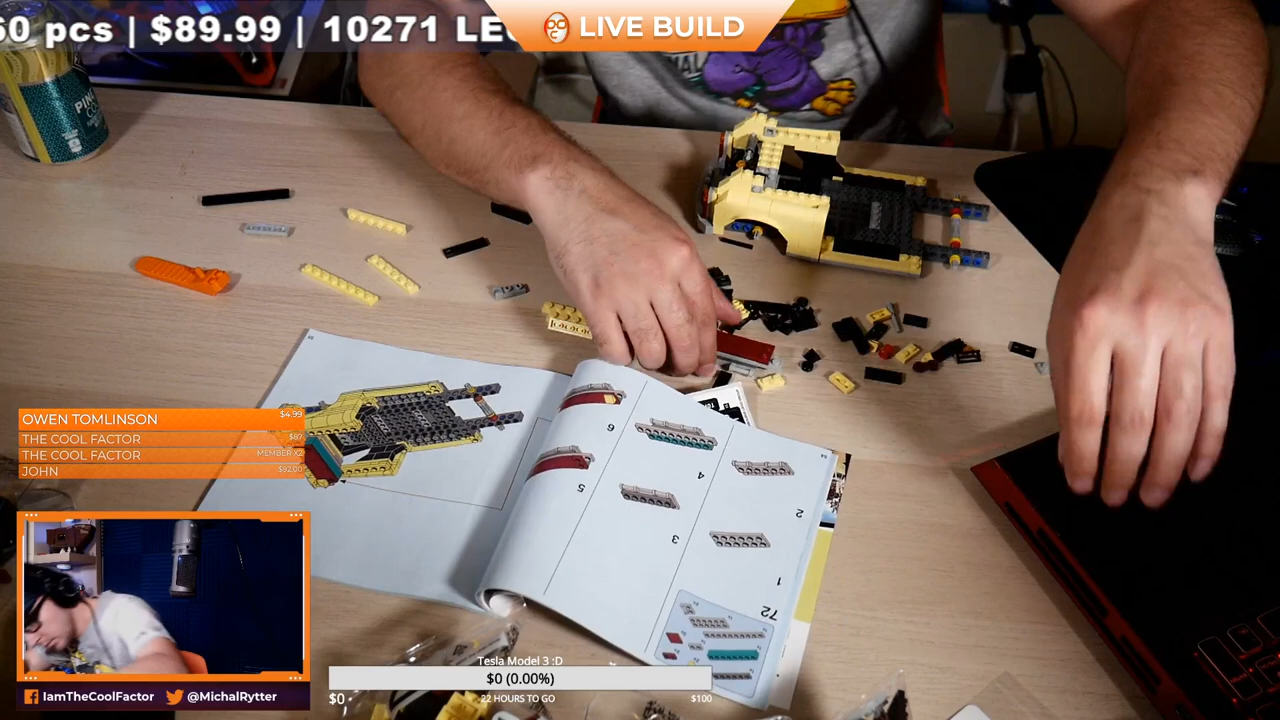 60 pcs | $89.99 | 10271 LE
LIVE BUILD
OWEN TOMLINSON $4.99
THE COOL FACTOR $87
THE COOL FACTOR MEMBER X2
JOHN
6
5
4
3
2
1
72
Tesla Model 3 :D
$0 (0.00%)
$0 22 HOURS TO GO $100
IamTheCoolFactor @MichalRytter